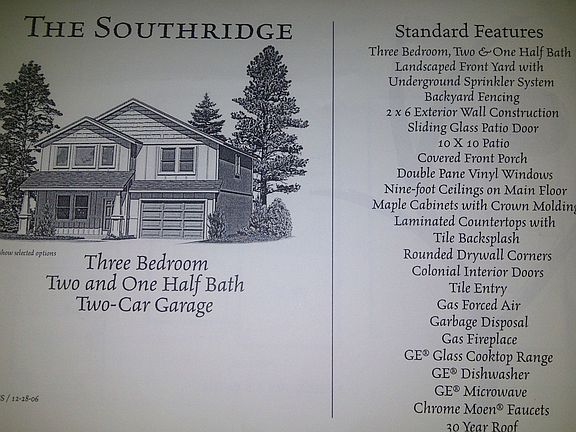 THE SOUTHRIDGE
show selected options
Three Bedroom
Two and One Half Bath
Two-Car Garage
/ 12-28-06
Standard Features
Three Bedroom, Two & One Half Bath
Landscaped Front Yard with
Underground Sprinkler System
Backyard Fencing
2 x 6 Exterior Wall Construction
Sliding Glass Patio Door
10 X 10 Patio
Covered Front Porch
Double Pane Vinyl Windows
Nine-foot Ceilings on Main Floor
Maple Cabinets with Crown Molding
Laminated Countertops with
Tile Backsplash
Rounded Drywall Corners
Colonial Interior Doors
Tile Entry
Gas Forced Air
Garbage Disposal
Gas Fireplace
GE® Glass Cooktop Range
GE® Dishwasher
GE® Microwave
Chrome Moen® Faucets
30 Year Roof